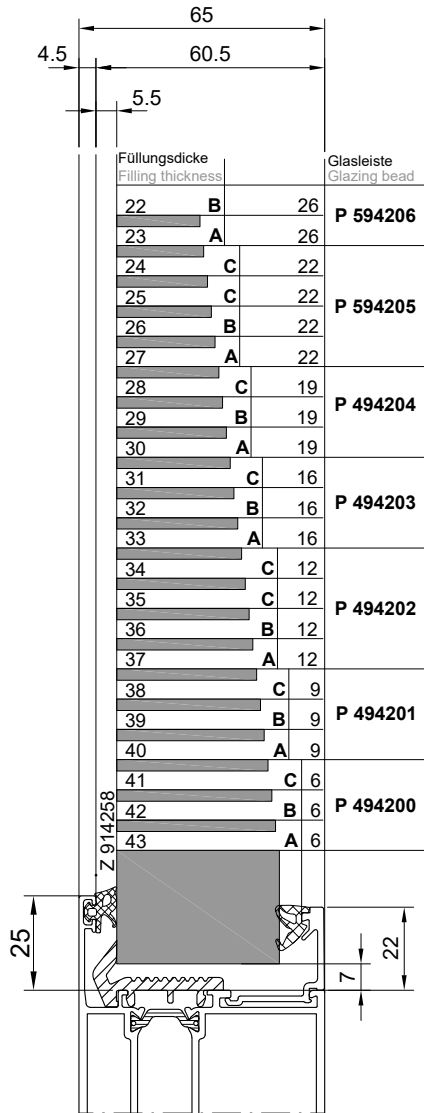 65
4.5 60.5
5.5
Füllungsdicke Glasleiste
Filling thickness Glazing bead
22 B 26 P 594206
23 A 26
24 C 22 P 594205
25 C 22
26 B 22
27 A 22
28 C 19 P 494204
29 B 19
30 A 19
31 C 16 P 494203
32 B 16
33 A 16
34 C 12 P 494202
35 C 12
36 B 12
37 A 12
38 C 9 P 494201
39 B 9
40 A 9
41 C 6 P 494200
42 B 6
43 A 6
Z 914258
25
22
7